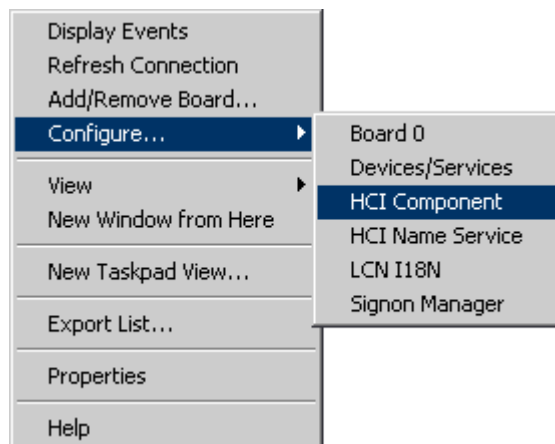 Display Events
Refresh Connection
Add/Remove Board...
Configure...
View
New Window from Here
New Taskpad View...
Export List...
Properties
Help
Board 0
Devices/Services
HCI Component
HCI Name Service
LCN I18N
Signon Manager